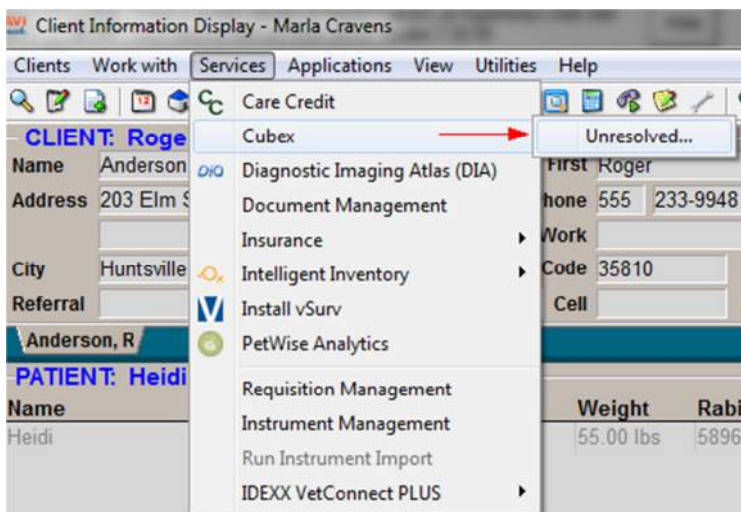 Client Information Display - Marla Cravens
Clients Work with Services Applications View Utilities Help
Care Credit
Cubex
Unresolved...
Diagnostic Imaging Atlas (DIA)
Document Management
Insurance
Intelligent Inventory
Install vSurv
PetWise Analytics
Requisition Management
Instrument Management
Run Instrument Import
IDEXX VetConnect PLUS
CLIENT: Roge
Name Anderson First Roger
Address 203 Elm hone 555 233-9948
Work
City Huntsville Code 35810
Referral Cell
Anderson, R
PATIENT: Heidi
Name Weight Rabi
Heidi 55.00 lbs 5896